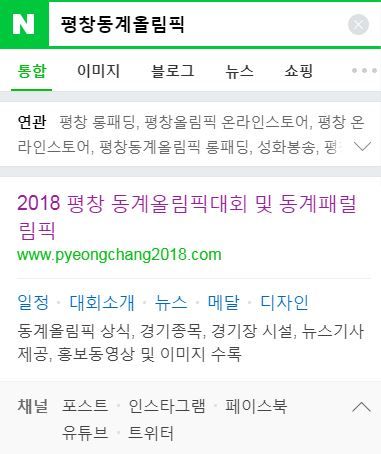 N 평창동계올림픽
통합 이미지 블로그 뉴스 쇼핑
연관 평창 롱패딩, 평창올림픽 온라인스토어, 평창 온
라인스토어, 평창동계올림픽 롱패딩, 성화봉송, 평
2018 평창 동계올림픽대회 및 동계패럴
림픽
www.pyeongchang2018.com
일정 · 대회소개 · 뉴스 · 메달 · 디자인
동계올림픽 상식, 경기종목, 경기장 시설, 뉴스기사
제공, 홍보동영상 및 이미지 수록
채널 포스트 · 인스타그램 · 페이스북
유튜브 · 트위터